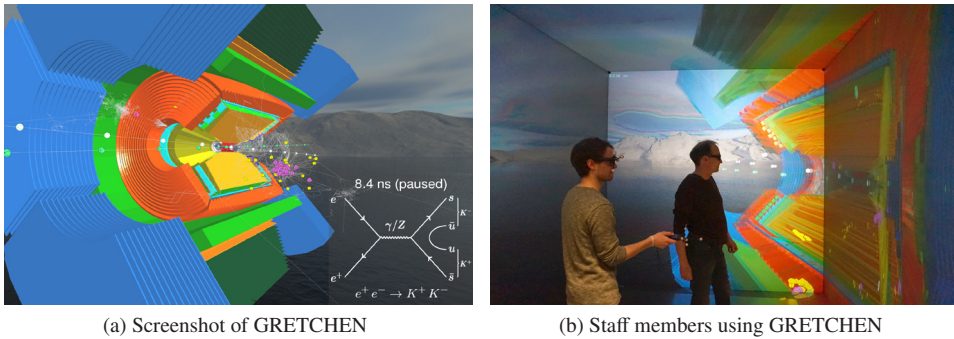 8.4 ns (paused)
e⁻ s
K⁻
γ/Z ū
u
K⁺
e⁺ s̄
e⁺ e⁻ → K⁺ K⁻
(a) Screenshot of GRETCHEN
(b) Staff members using GRETCHEN